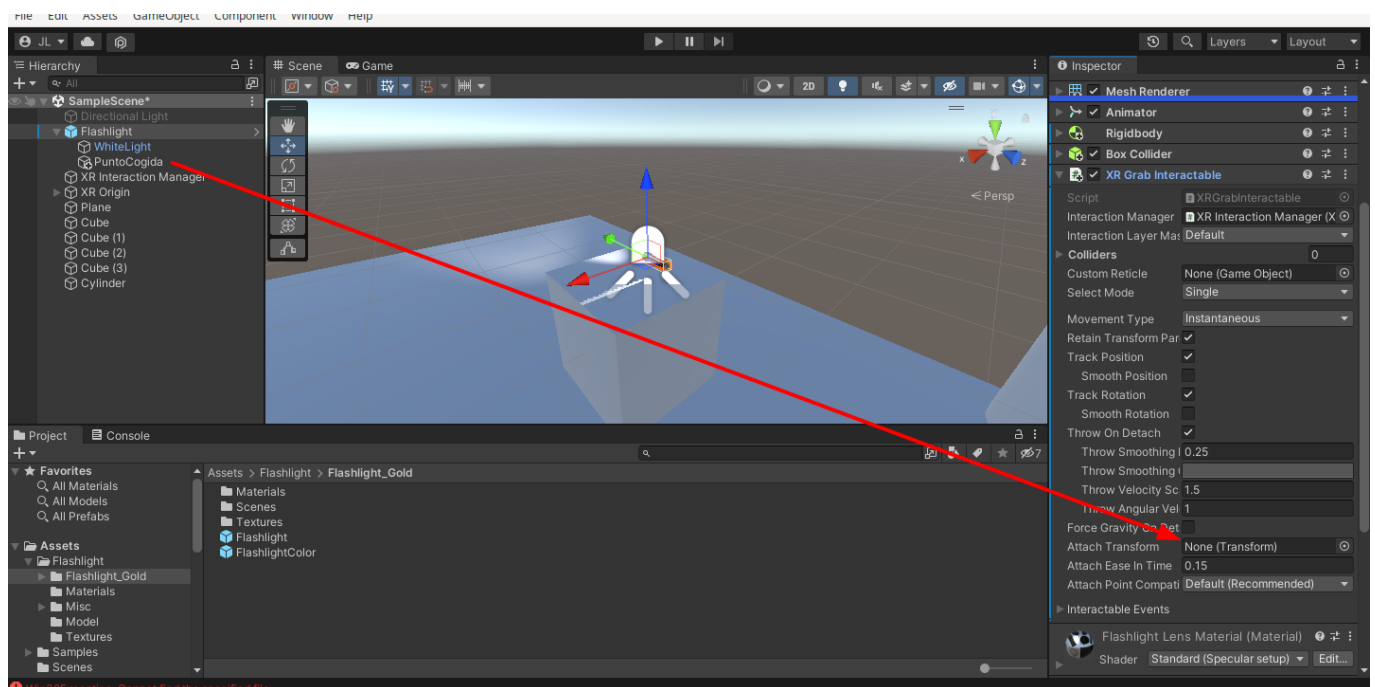 File Edit Assets GameObject Component Window Help
JL Layers Layout
Hierarchy
All
SampleScene*
Directional Light
Flashlight
WhiteLight
PuntoCogida
XR Interaction Manager
XR Origin
Plane
Cube
Cube (1)
Cube (2)
Cube (3)
Cylinder
Scene Game
2D
x z
Persp
Inspector
Mesh Renderer
Animator
Rigidbody
Box Collider
XR Grab Interactable
Script XRGrabInteractable
Interaction Manager XR Interaction Manager (X
Interaction Layer Mas Default
Colliders 0
Custom Reticle None (Game Object)
Select Mode Single
Movement Type Instantaneous
Retain Transform Par
Track Position
Smooth Position
Track Rotation
Smooth Rotation
Throw On Detach
Throw Smoothing 0.25
Throw Smoothing
Throw Velocity Sc 1.5
Throw Angular Vel 1
Force Gravity On Det
Attach Transform None (Transform)
Attach Ease In Time 0.15
Attach Point Compati Default (Recommended)
Interactable Events
Flashlight Lens Material (Material)
Shader Standard (Specular setup) Edit...
Project Console
7
Favorites
All Materials
All Models
All Prefabs
Assets
Flashlight
Flashlight_Gold
Materials
Misc
Model
Textures
Samples
Scenes
Assets > Flashlight > Flashlight_Gold
Materials
Scenes
Textures
Flashlight
FlashlightColor